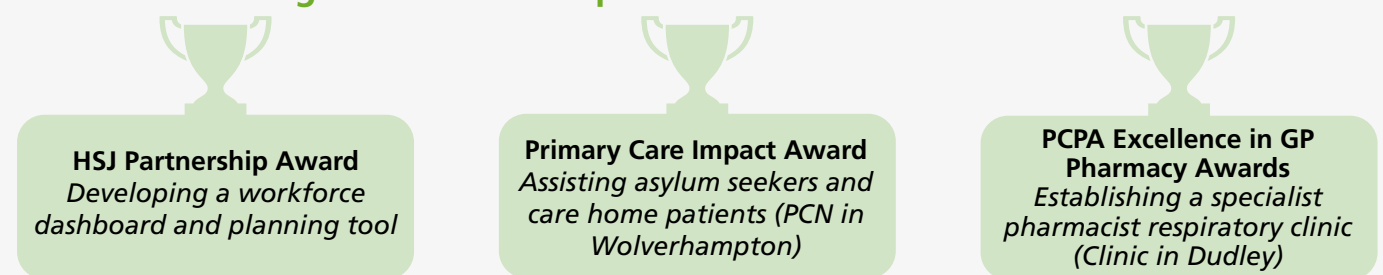 HSJ Partnership Award
Developing a workforce
dashboard and planning tool
Primary Care Impact Award
Assisting asylum seekers and
care home patients (PCN in
Wolverhampton)
PCPA Excellence in GP
Pharmacy Awards
Establishing a specialist
pharmacist respiratory clinic
(Clinic in Dudley)